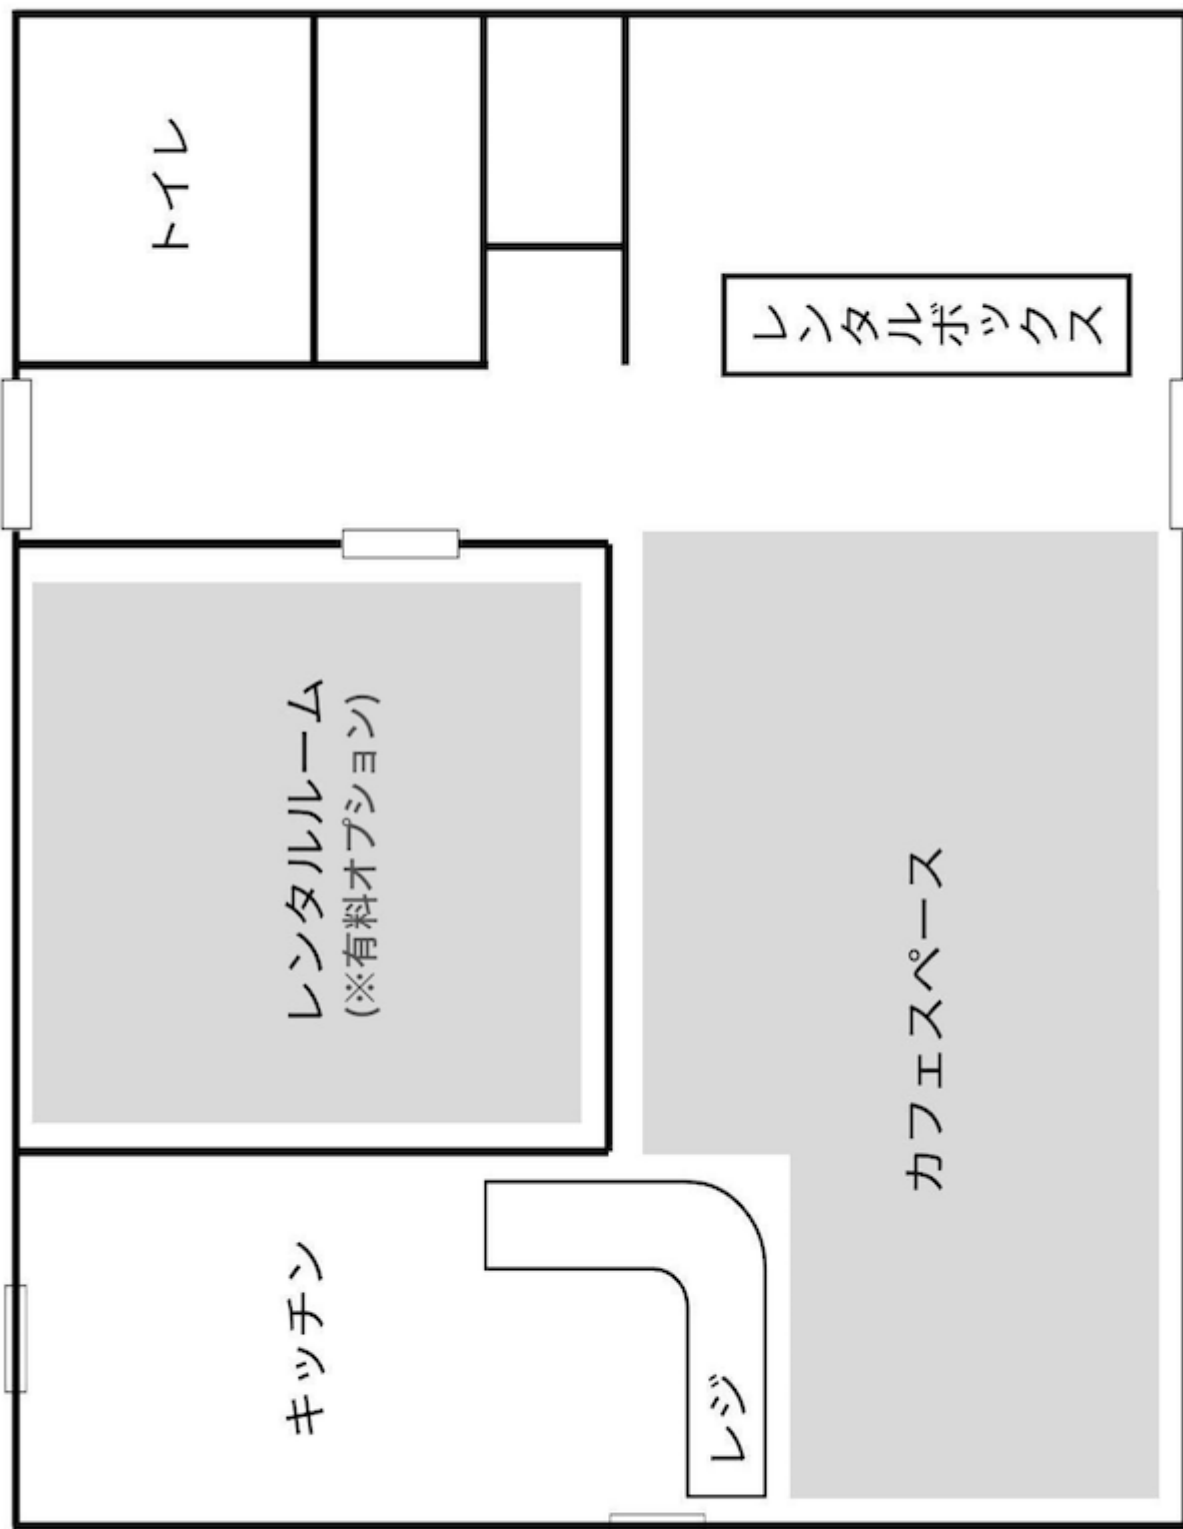 トイレ
レンタルボックス
レンタルルーム
(※有料オプション)
カフェスペース
キッチン
レジ